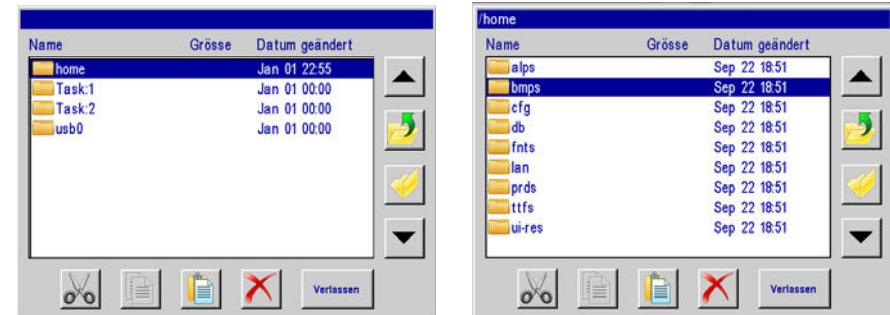 Name Grösse Datum geändert
home Jan 01 22:55
Task:1 Jan 01 00:00
Task:2 Jan 01 00:00
usb0 Jan 01 00:00
Verlassen
/home
Name Grösse Datum geändert
alps Sep 22 18:51
bmps Sep 22 18:51
cfg Sep 22 18:51
db Sep 22 18:51
fnts Sep 22 18:51
lan Sep 22 18:51
prds Sep 22 18:51
ttfs Sep 22 18:51
ui-res Sep 22 18:51
Verlassen